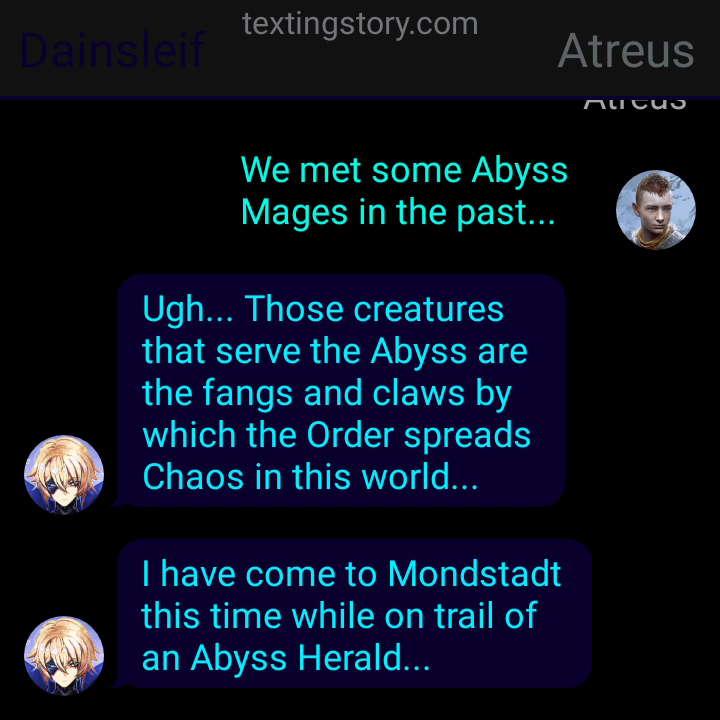 textingstory.com
Dainsleif
Atreus
Atreus
We met some Abyss
Mages in the past...
Ugh... Those creatures
that serve the Abyss are
the fangs and claws by
which the Order spreads
Chaos in this world...
I have come to Mondstadt
this time while on trail of
an Abyss Herald...